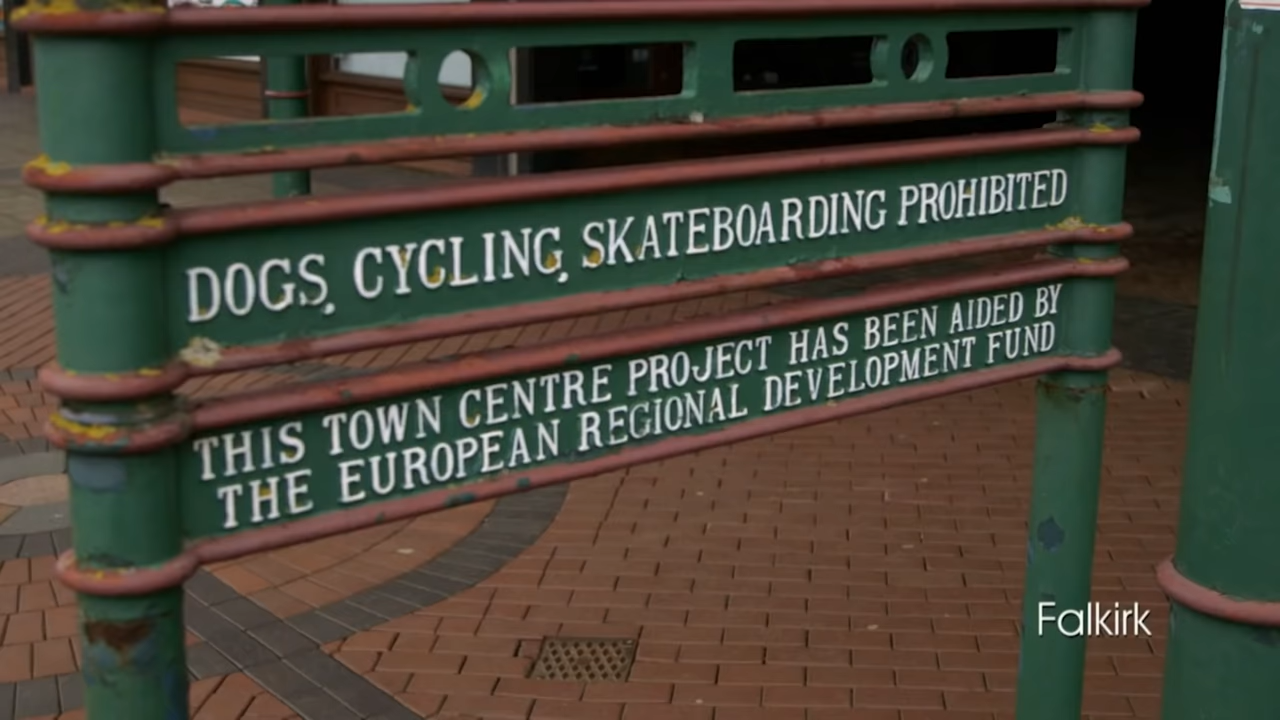 DOGS, CYCLING, SKATEBOARDING PROHIBITED
THIS TOWN CENTRE PROJECT HAS BEEN AIDED BY
THE EUROPEAN REGIONAL DEVELOPMENT FUND
Falkirk